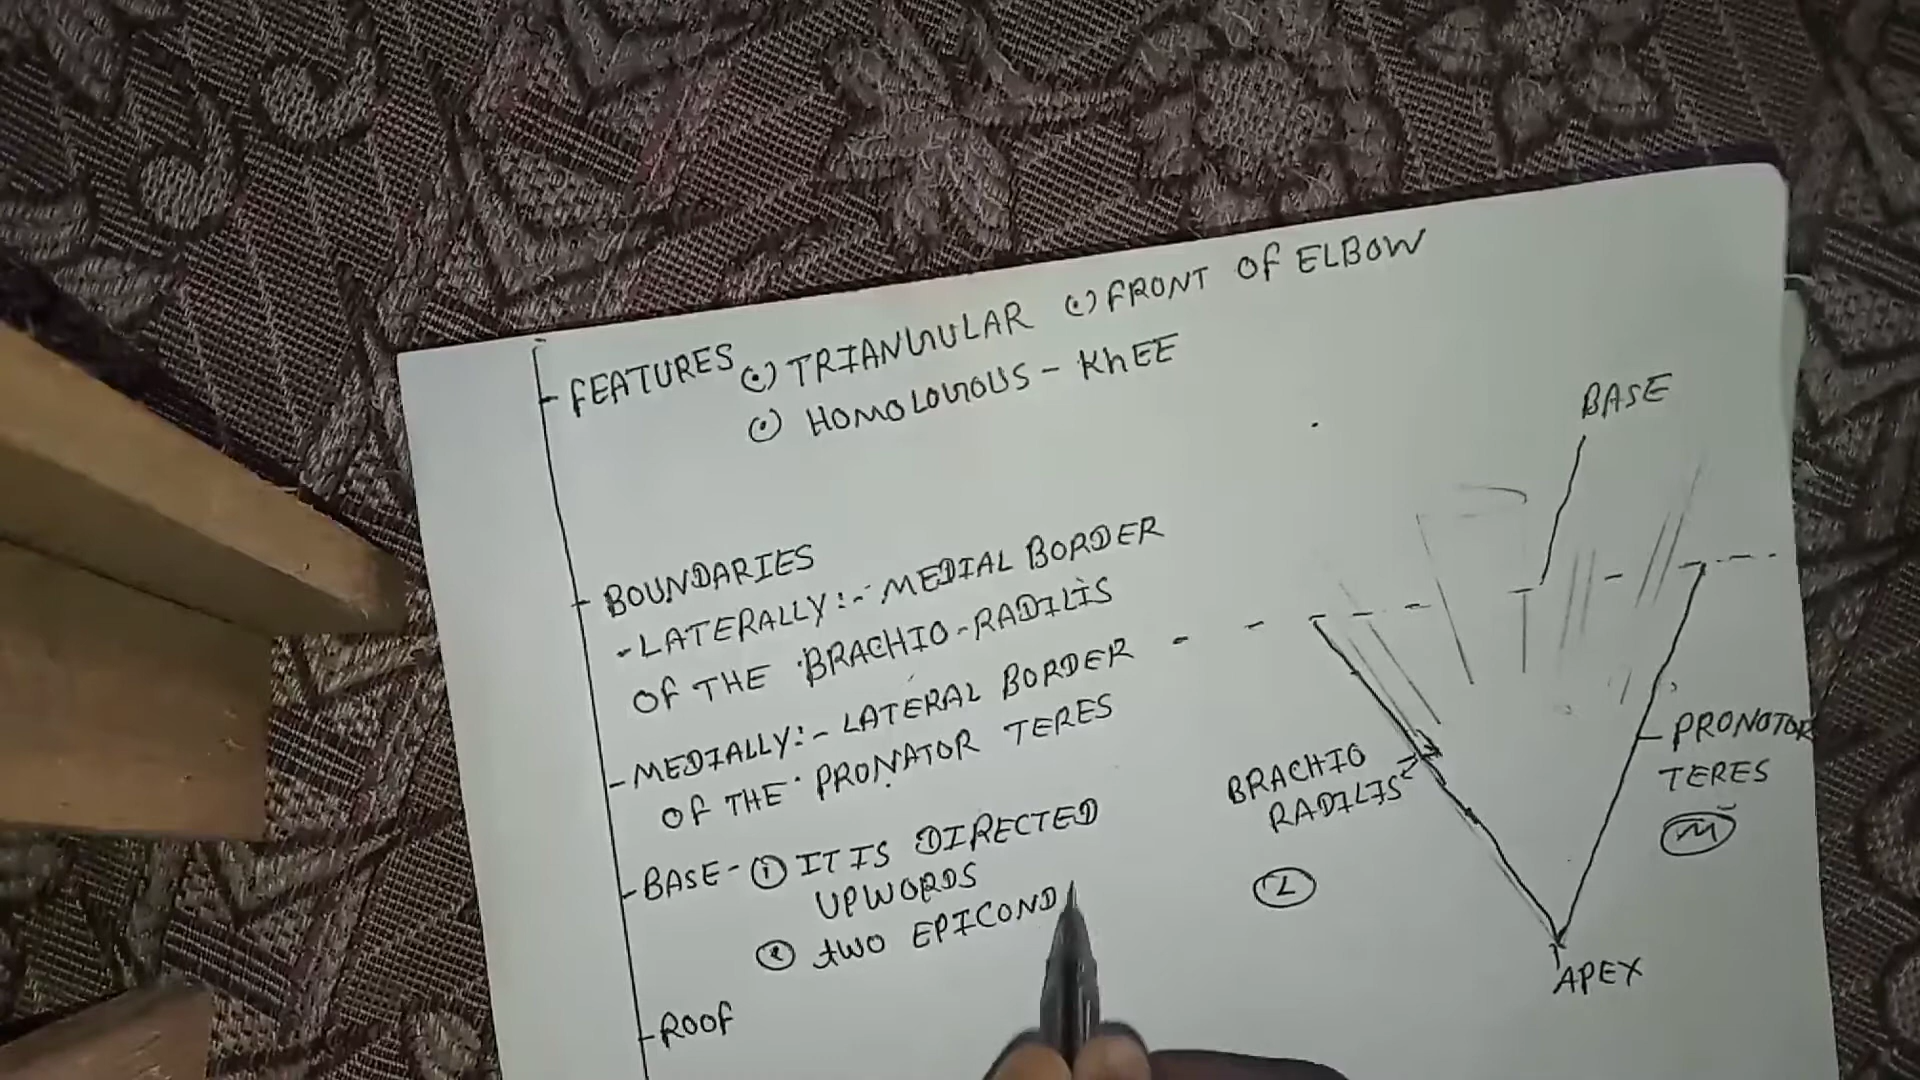 FEATURES (•) TRIANGULAR (•) FRONT OF ELBOW
(•) HOMOLOGOUS - KNEE
BOUNDARIES
- LATERALLY :- MEDIAL BORDER
OF THE BRACHIO-RADILIS
- MEDIALLY :- LATERAL BORDER
OF THE PRONATOR TERES
BASE - ① IT IS DIRECTED
UPWORDS
② TWO EPICOND
- ROOF
BASE
BRACHIO
RADILIS
L
PRONOTOR
TERES
M
APEX